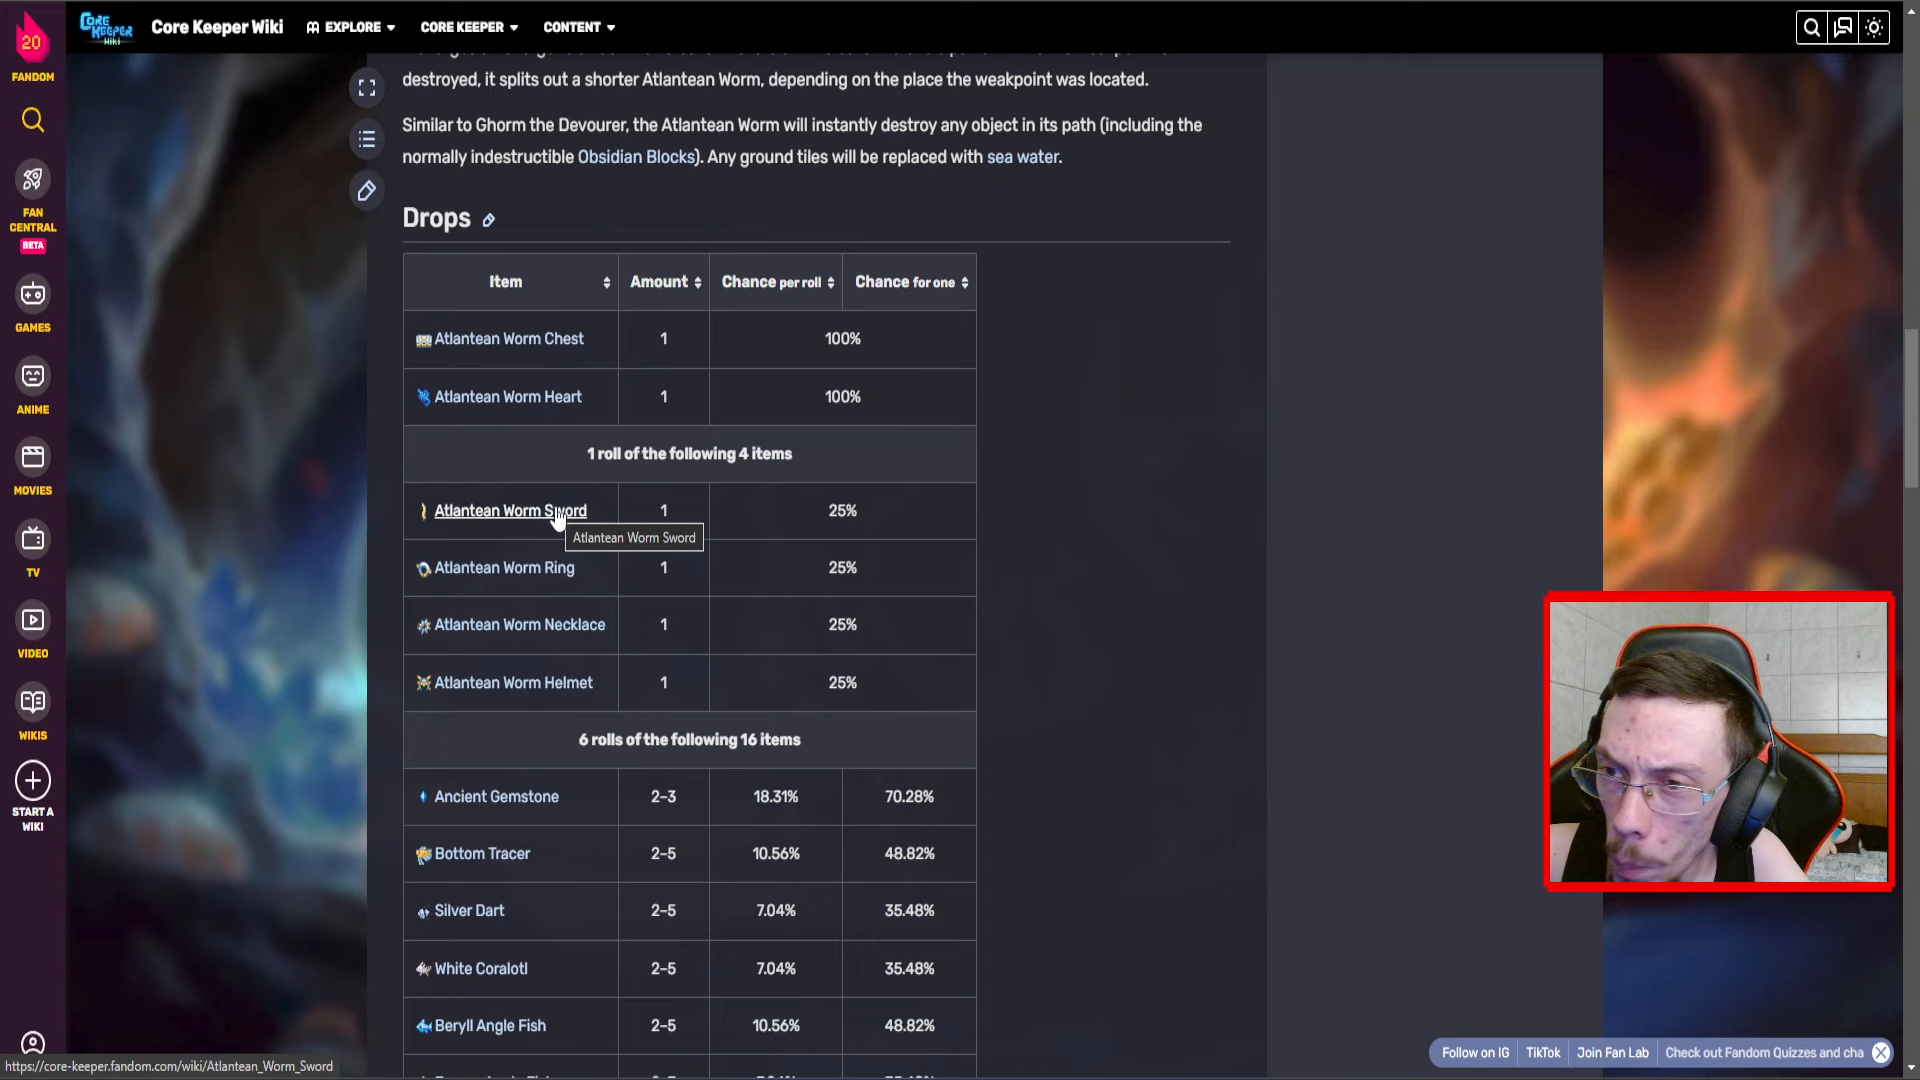 20
FANDOM
FAN
CENTRAL
BETA
GAMES
ANIME
MOVIES
TV
VIDEO
WIKIS
START A
WIKI
CORE
KEEPER
WIKI
Core Keeper Wiki
EXPLORE
CORE KEEPER
CONTENT
destroyed, it splits out a shorter Atlantean Worm, depending on the place the weakpoint was located.
Similar to Ghorm the Devourer, the Atlantean Worm will instantly destroy any object in its path (including the
normally indestructible Obsidian Blocks). Any ground tiles will be replaced with sea water.
Drops
Item Amount Chance per roll Chance for one
Atlantean Worm Chest 1 100%
Atlantean Worm Heart 1 100%
1 roll of the following 4 items
Atlantean Worm Sword 1 25%
Atlantean Worm Sword
Atlantean Worm Ring 1 25%
Atlantean Worm Necklace 1 25%
Atlantean Worm Helmet 1 25%
6 rolls of the following 16 items
Ancient Gemstone 2–3 18.31% 70.28%
Bottom Tracer 2–5 10.56% 48.82%
Silver Dart 2–5 7.04% 35.48%
White Coralotl 2–5 7.04% 35.48%
Beryll Angle Fish 2–5 10.56% 48.82%
Follow on IG TikTok Join Fan Lab Check out Fandom Quizzes and cha
https://core-keeper.fandom.com/wiki/Atlantean_Worm_Sword